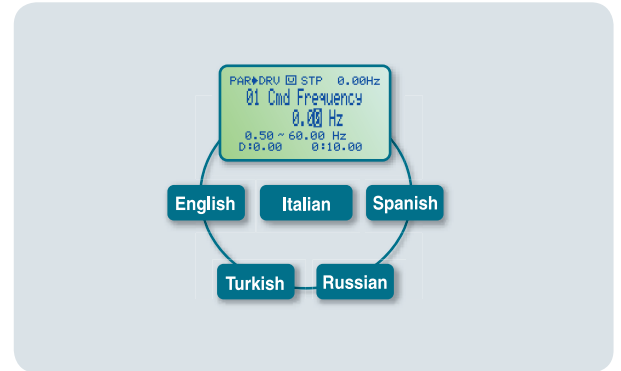 PAR➧DRV U STP 0.00Hz
01 Cmd Frequency
0.00 Hz
0.50 ~ 60.00 Hz
D:0.00 0:10.00
English Italian Spanish
Turkish Russian